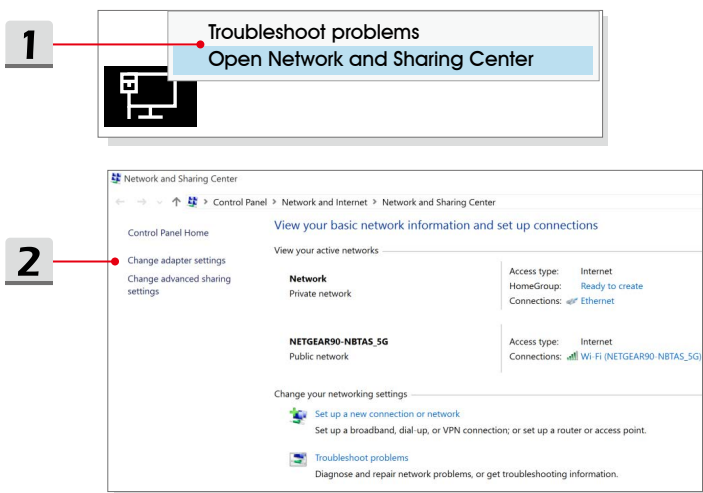 1
Troubleshoot problems
Open Network and Sharing Center
2
Network and Sharing Center
Control Panel > Network and Internet > Network and Sharing Center
Control Panel Home
Change adapter settings
Change advanced sharing
settings
View your basic network information and set up connections
View your active networks
Network
Private network
Access type: Internet
HomeGroup: Ready to create
Connections: Ethernet
NETGEAR90-NBTAS_5G
Public network
Access type: Internet
Connections: Wi-Fi (NETGEAR90-NBTAS_5G)
Change your networking settings
Set up a new connection or network
Set up a broadband, dial-up, or VPN connection; or set up a router or access point.
Troubleshoot problems
Diagnose and repair network problems, or get troubleshooting information.